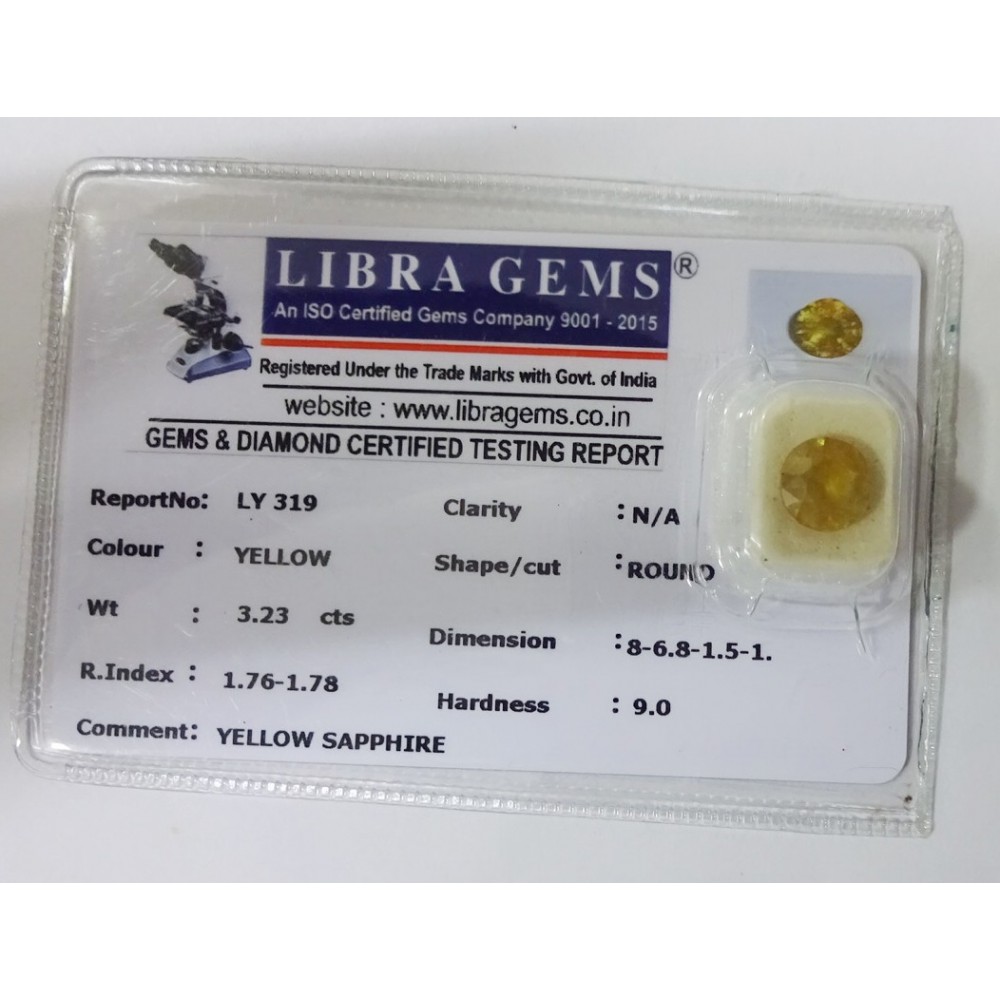 LIBRA GEMS ®
An ISO Certified Gems Company 9001 - 2015
Registered Under the Trade Marks with Govt. of India
website : www.libragems.co.in
GEMS & DIAMOND CERTIFIED TESTING REPORT
ReportNo: LY 319
Clarity : N/A
Colour : YELLOW
Shape/cut : ROUND
Wt : 3.23 cts
Dimension : 8-6.8-1.5-1.
R.Index : 1.76-1.78
Hardness : 9.0
Comment: YELLOW SAPPHIRE